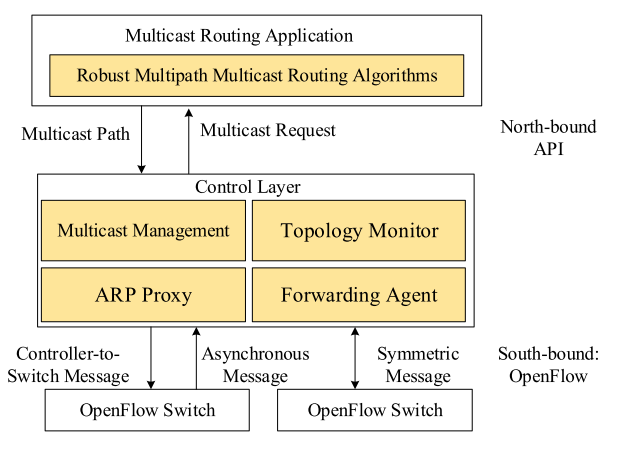 Multicast Routing Application
Robust Multipath Multicast Routing Algorithms
Multicast Path
Multicast Request
North-bound
API
Control Layer
Multicast Management
Topology Monitor
ARP Proxy
Forwarding Agent
Controller-to-
Switch Message
Asynchronous
Message
Symmetric
Message
South-bound:
OpenFlow
OpenFlow Switch
OpenFlow Switch